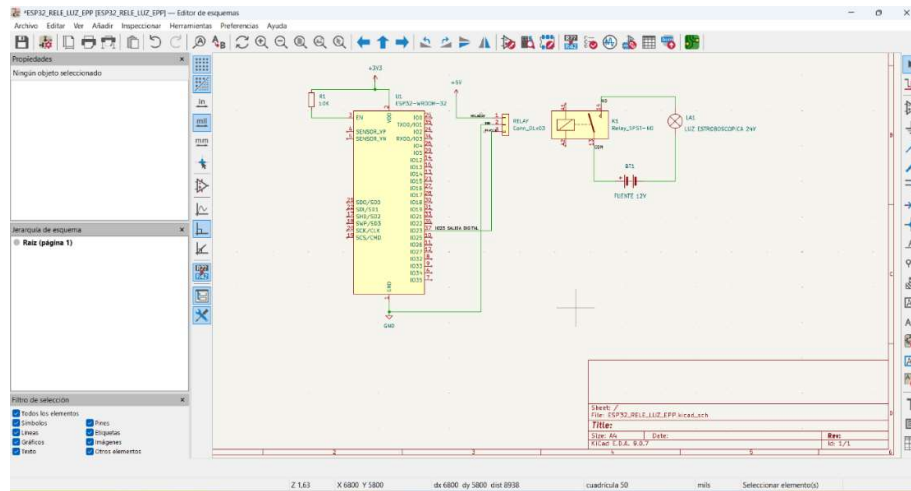 *ESP32_RELE_LUZ_EPP [ESP32_RELE_LUZ_EPP] — Editor de esquemas
Archivo Editar Ver Añadir Inspeccionar Herramientas Preferencias Ayuda
Propiedades
Ningún objeto seleccionado
in
mil
mm
Jerarquía de esquema
Raíz (página 1)
Filtro de selección
Todos los elementos
Símbolos Pines
Líneas Etiquetas
Gráficos Imágenes
Texto Otros elementos
+3V3
R1
10K
U1
ESP32-WROOM-32
EN
VDD
SENSOR_VP
SENSOR_VN
IO0
TXD0/IO1
IO2
RXD0/IO3
IO4
IO5
IO12
IO13
IO14
IO15
IO16
IO17
IO18
IO19
IO21
IO22
IO23
IO25
IO26
IO27
IO32
IO33
IO34
IO35
SDO/SD0
SDI/SD1
SHD/SD2
SWP/SD3
SCK/CLK
SCS/CMD
IO25 SALIDA DIGITAL
GND
GND
+5V
1
2
3
RELAY
Conn_01x03
K1
COM
LA1
LUZ ESTROBOSCOPICA 24V
BT1
FUENTE 12V
Sheet: /
File: ESP32_RELE_LUZ_EPP.kicad_sch
Title:
Size: A4 Date: Rev:
KiCad E.D.A. 9.0.7 Id: 1/1
Z 1,63 X 6800 Y 5800 dx 6800 dy 5800 dist 8938 cuadrícula 50 mils Seleccionar elemento(s)